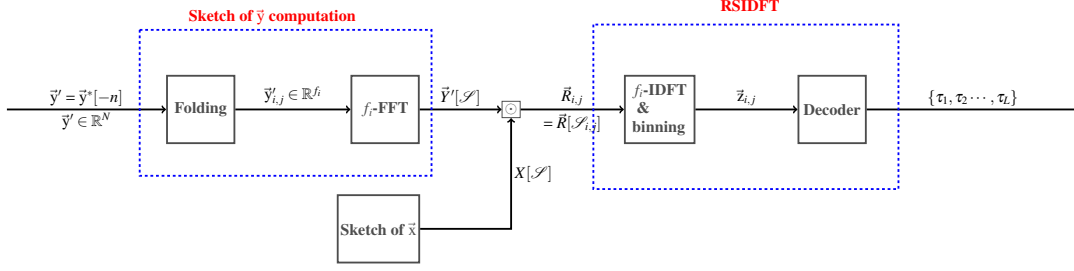 Sketch of y⃗ computation
RSIDFT
y⃗′ = y⃗*[−n]
y⃗′ ∈ ℝ^N
Folding
y⃗′_{i,j} ∈ ℝ^{f_i}
f_i-FFT
Y⃗′[𝒮]
⊙
R⃗_{i,j}
= R⃗[𝒮_{i,j}]
f_i-IDFT
&
binning
z⃗_{i,j}
Decoder
{τ_1, τ_2 ⋯ , τ_L}
X[𝒮]
Sketch of x⃗